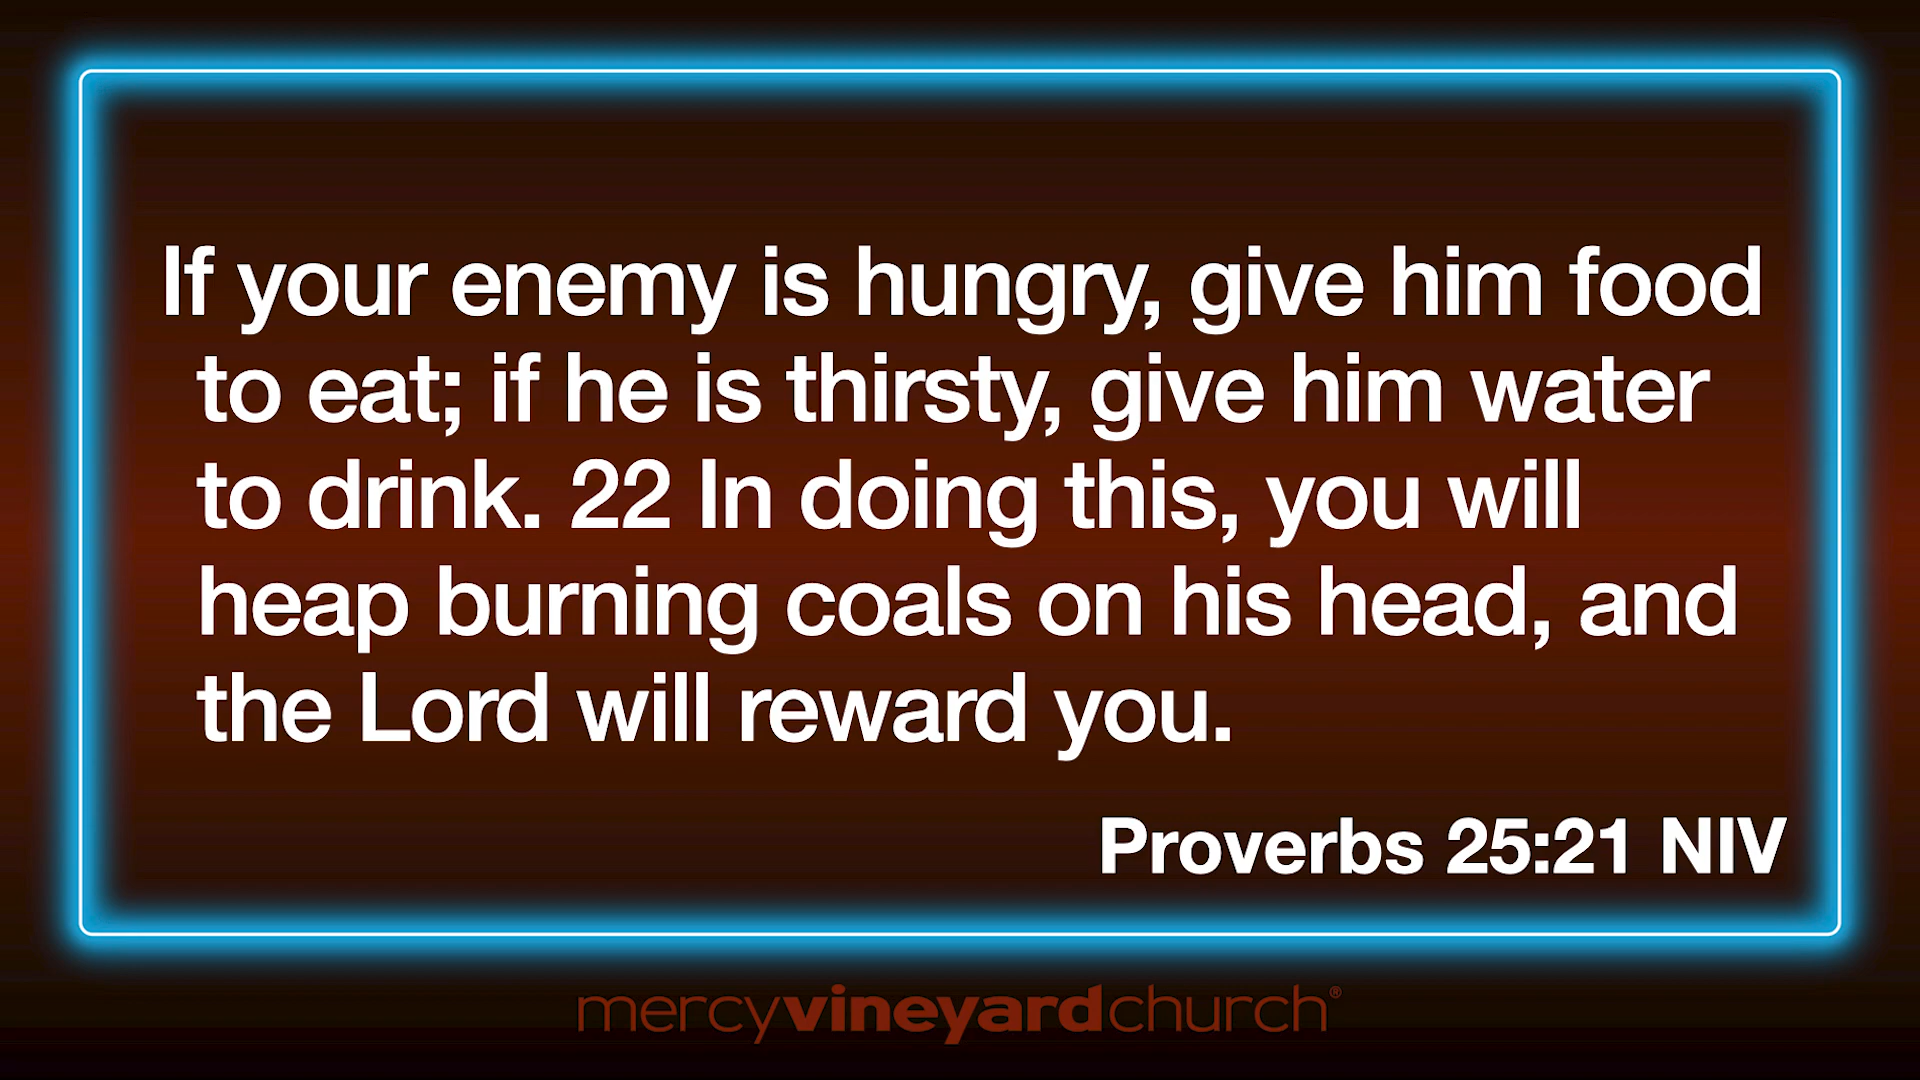 If your enemy is hungry, give him food
to eat; if he is thirsty, give him water
to drink. 22 In doing this, you will
heap burning coals on his head, and
the Lord will reward you.
Proverbs 25:21 NIV
mercyvineyardchurch®